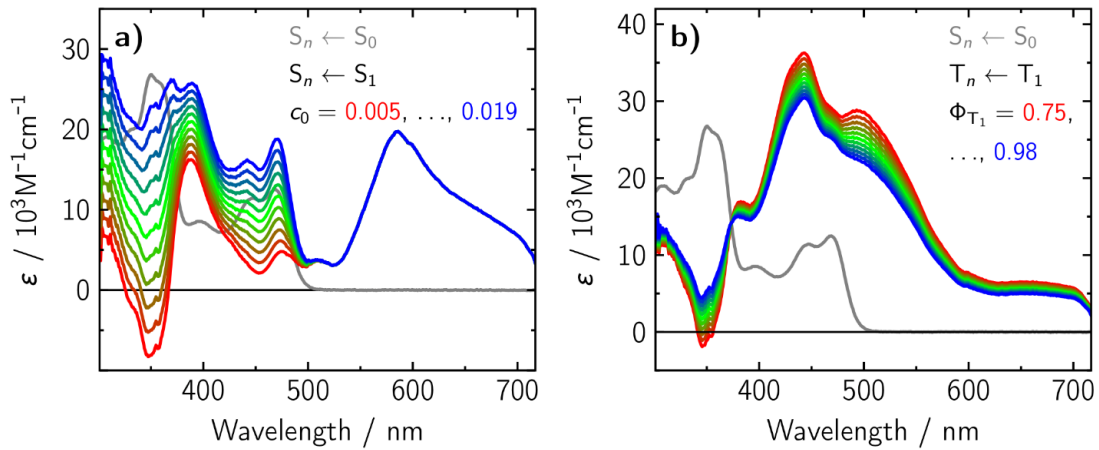 a)
Sₙ ← S₀
Sₙ ← S₁
c₀ = 0.005, ..., 0.019
30
20
10
0
ε / 10³M⁻¹cm⁻¹
400 500 600 700
Wavelength / nm
b)
Sₙ ← S₀
Tₙ ← T₁
Φ_T₁ = 0.75,
..., 0.98
40
30
20
10
0
ε / 10³M⁻¹cm⁻¹
400 500 600 700
Wavelength / nm